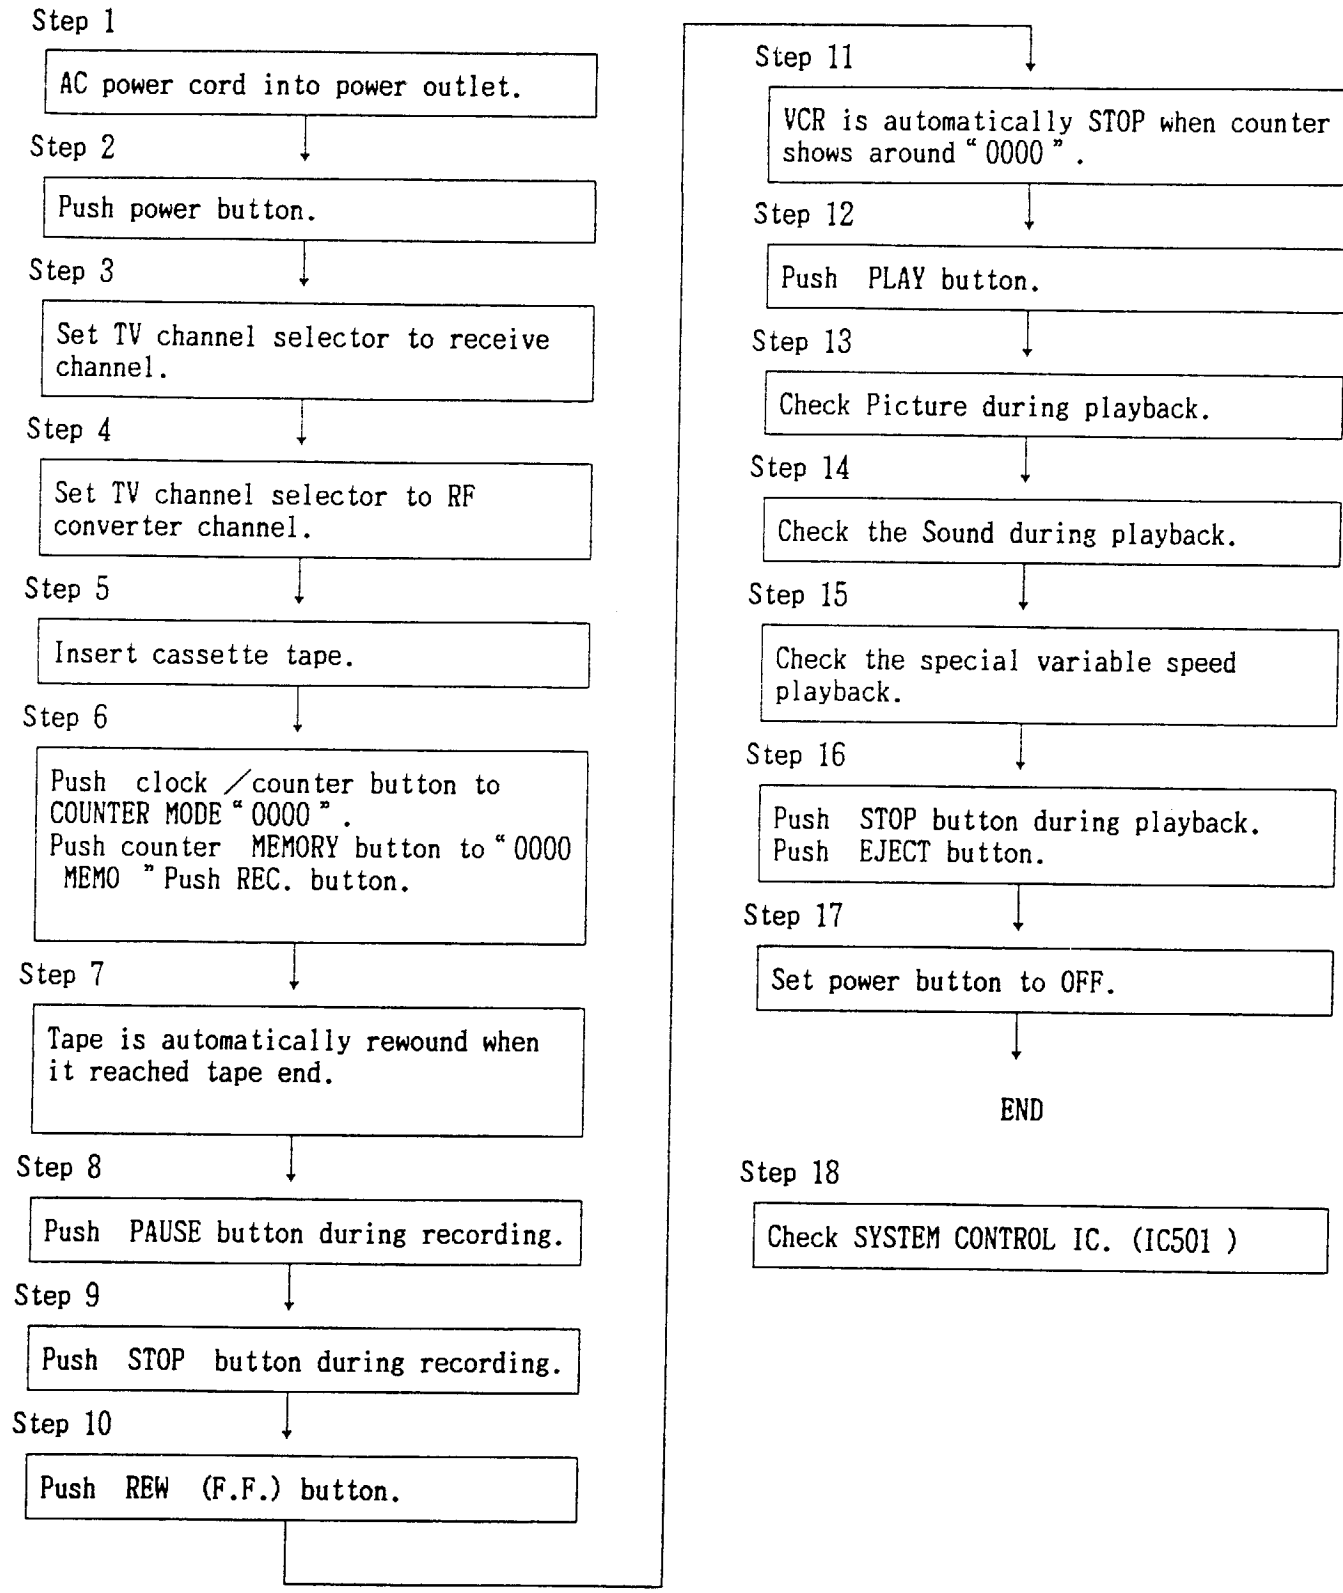 Step 1
AC power cord into power outlet.
Step 2
Push power button.
Step 3
Set TV channel selector to receive
channel.
Step 4
Set TV channel selector to RF
converter channel.
Step 5
Insert cassette tape.
Step 6
Push clock /counter button to
COUNTER MODE “ 0000 ” .
Push counter MEMORY button to “ 0000
MEMO ” Push REC. button.
Step 7
Tape is automatically rewound when
it reached tape end.
Step 8
Push PAUSE button during recording.
Step 9
Push STOP button during recording.
Step 10
Push REW (F.F.) button.
Step 11
VCR is automatically STOP when counter
shows around “ 0000 ” .
Step 12
Push PLAY button.
Step 13
Check Picture during playback.
Step 14
Check the Sound during playback.
Step 15
Check the special variable speed
playback.
Step 16
Push STOP button during playback.
Push EJECT button.
Step 17
Set power button to OFF.
END
Step 18
Check SYSTEM CONTROL IC. (IC501 )